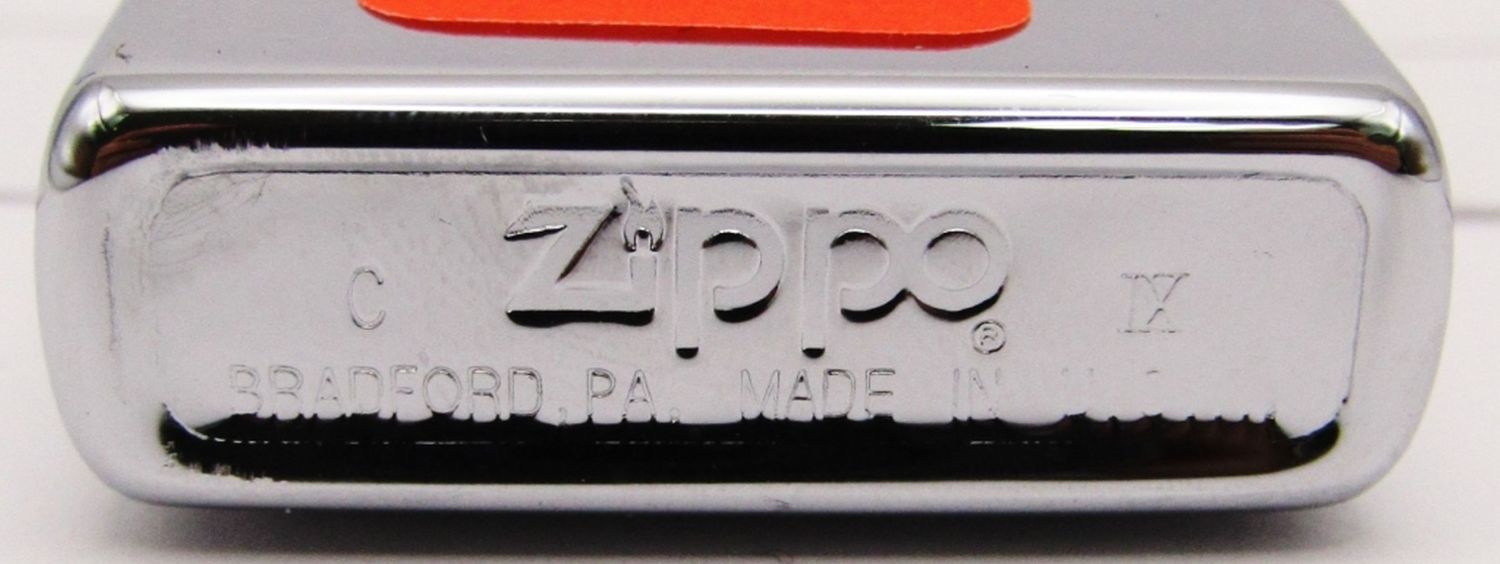 C Zippo ® IX
BRADFORD, PA. MADE IN